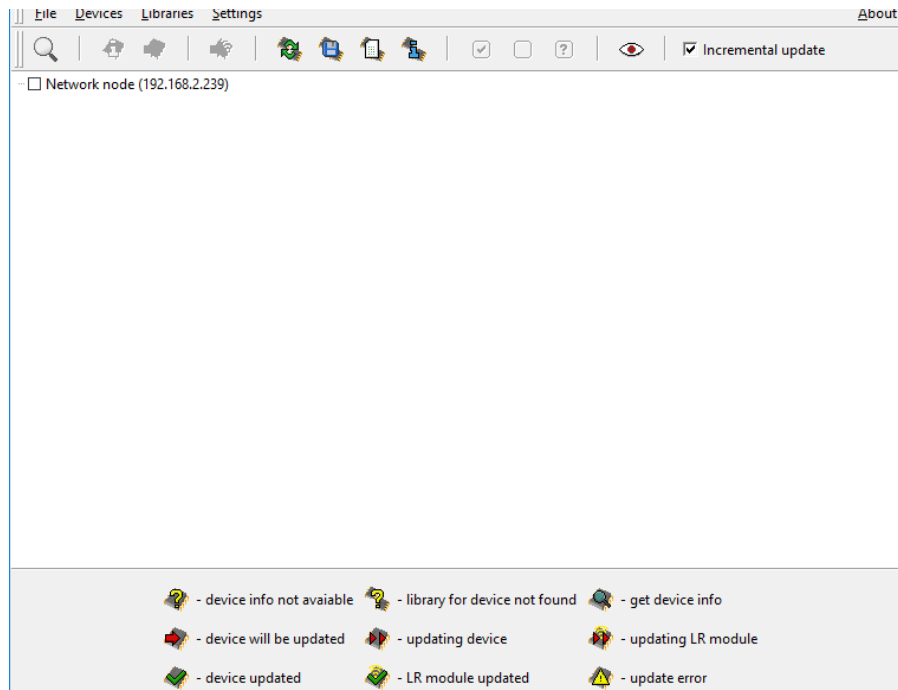 File Devices Libraries Settings About
Incremental update
Network node (192.168.2.239)
- device info not avaiable - library for device not found - get device info
- device will be updated - updating device - updating LR module
- device updated - LR module updated - update error